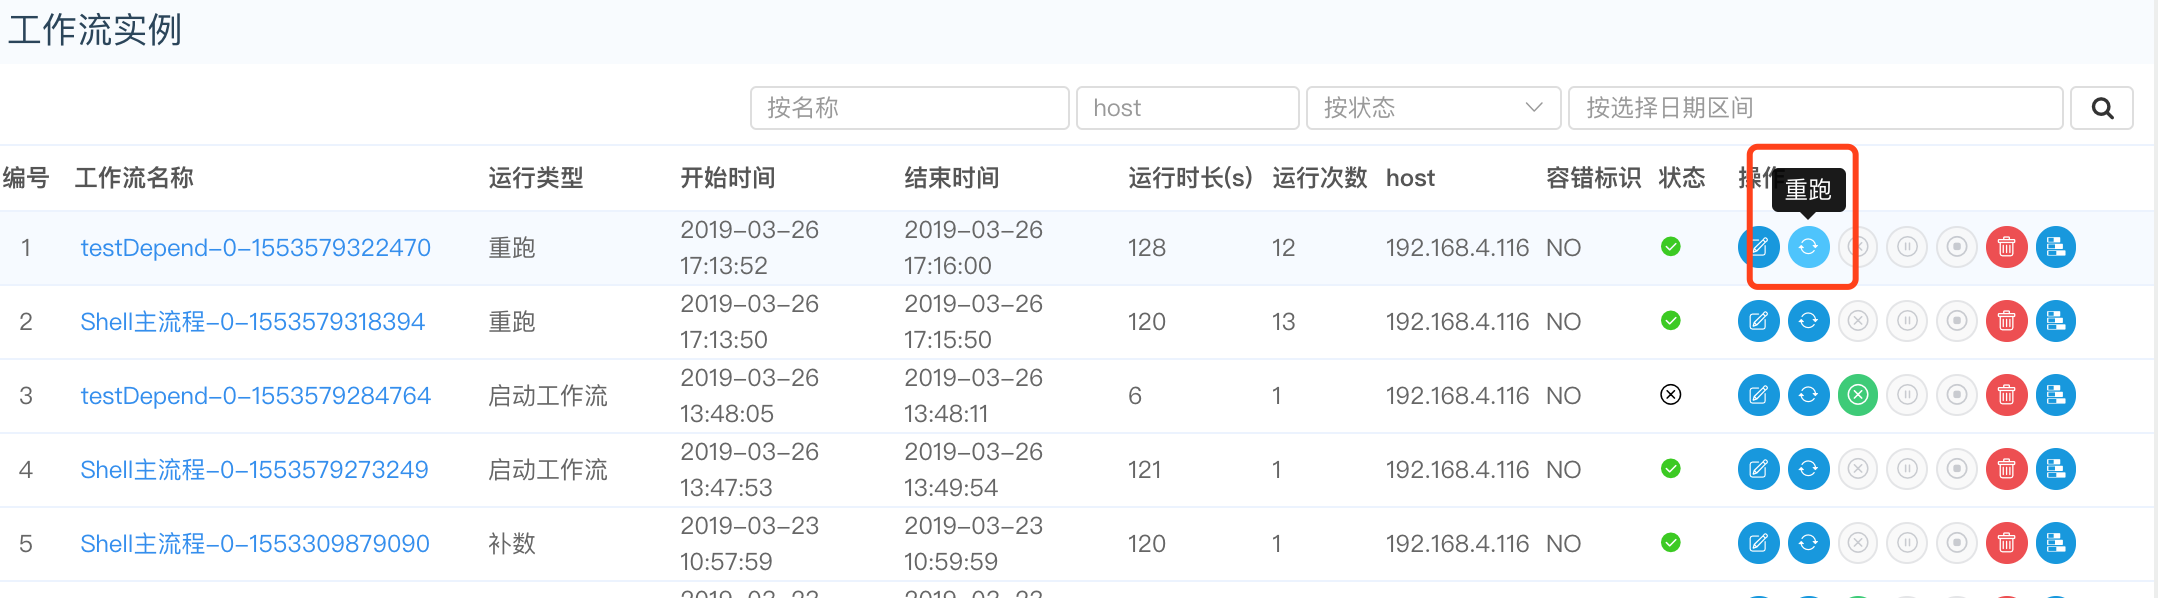 工作流实例
按名称 host 按状态 按选择日期区间
编号 工作流名称 运行类型 开始时间 结束时间 运行时长(s) 运行次数 host 容错标识 状态 操作
重跑
1 testDepend-0-1553579322470 重跑 2019-03-26 17:13:52 2019-03-26 17:16:00 128 12 192.168.4.116 NO
2 Shell主流程-0-1553579318394 重跑 2019-03-26 17:13:50 2019-03-26 17:15:50 120 13 192.168.4.116 NO
3 testDepend-0-1553579284764 启动工作流 2019-03-26 13:48:05 2019-03-26 13:48:11 6 1 192.168.4.116 NO
4 Shell主流程-0-1553579273249 启动工作流 2019-03-26 13:47:53 2019-03-26 13:49:54 121 1 192.168.4.116 NO
5 Shell主流程-0-1553309879090 补数 2019-03-23 10:57:59 2019-03-23 10:59:59 120 1 192.168.4.116 NO